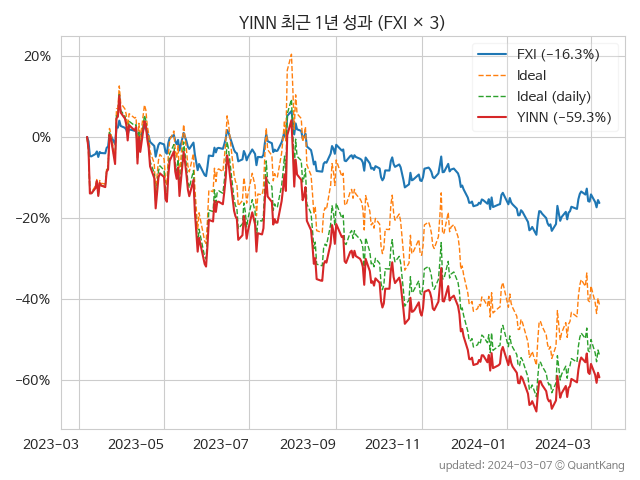 YINN 최근 1년 성과 (FXI × 3)
20%
0%
−20%
−40%
−60%
FXI (−16.3%)
Ideal
Ideal (daily)
YINN (−59.3%)
2023-03
2023-05
2023-07
2023-09
2023-11
2024-01
2024-03
updated: 2024-03-07 © QuantKang